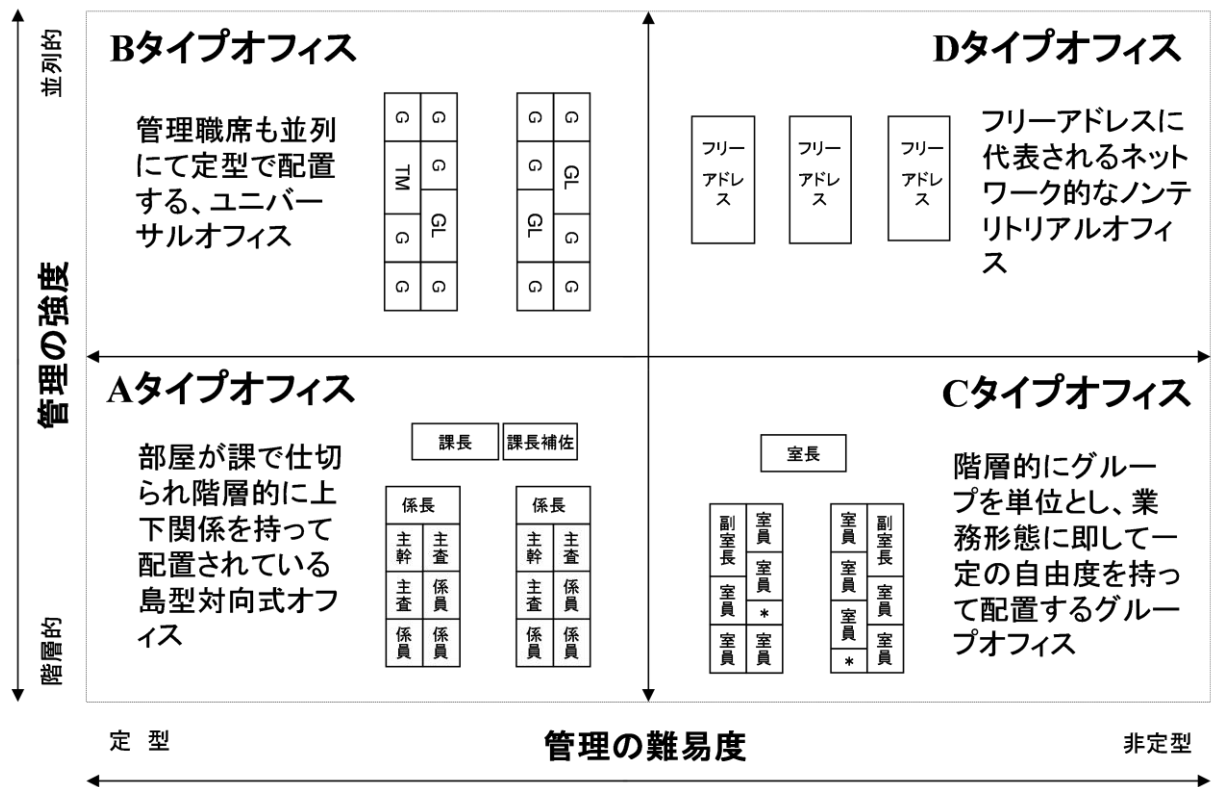 並列的
管理の強度
階層的
Bタイプオフィス
管理職席も並列
にて定型で配置
する、ユニバー
サルオフィス
G G
TM G
G GL
G G
G G
G GL
GL G
G G
Dタイプオフィス
フリー
アドレ
ス
フリー
アドレ
ス
フリー
アドレ
ス
フリーアドレスに
代表されるネット
ワーク的なノンテ
リトリアルオフィ
ス
Aタイプオフィス
部屋が課で仕切
られ階層的に上
下関係を持って
配置されている
島型対向式オフ
ィス
課長 課長補佐
係長
主幹 主査
主査 係員
係員 係員
係長
主幹 主査
主査 係員
係員 係員
Cタイプオフィス
室長
副室長
室員
室員
室員
室員
*
室員
室員
室員
室員
*
副室長
室員
室員
階層的にグルー
プを単位とし、業
務形態に即して一
定の自由度を持っ
て配置するグルー
プオフィス
定 型
管理の難易度
非定型